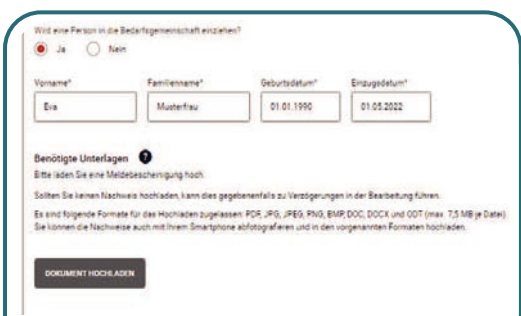 Wird eine Person in die Bedarfsgemeinschaft einziehen?
Ja Nein
Vorname* Familienname* Geburtsdatum* Einzugsdatum*
Eva Musterfrau 01.01.1990 01.05.2022
Benötigte Unterlagen ?
Bitte laden Sie eine Meldebescheinigung hoch.
Sollten Sie keinen Nachweis hochladen, kann dies gegebenenfalls zu Verzögerungen in der Bearbeitung führen.
Es sind folgende Formate für das Hochladen zugelassen: PDF, JPG, JPEG, PNG, BMP, DOC, DOCX und ODT (max. 7,5 MB je Datei).
Sie können die Nachweise auch mit Ihrem Smartphone abfotografieren und in den vorgenannten Formaten hochladen.
DOKUMENT HOCHLADEN